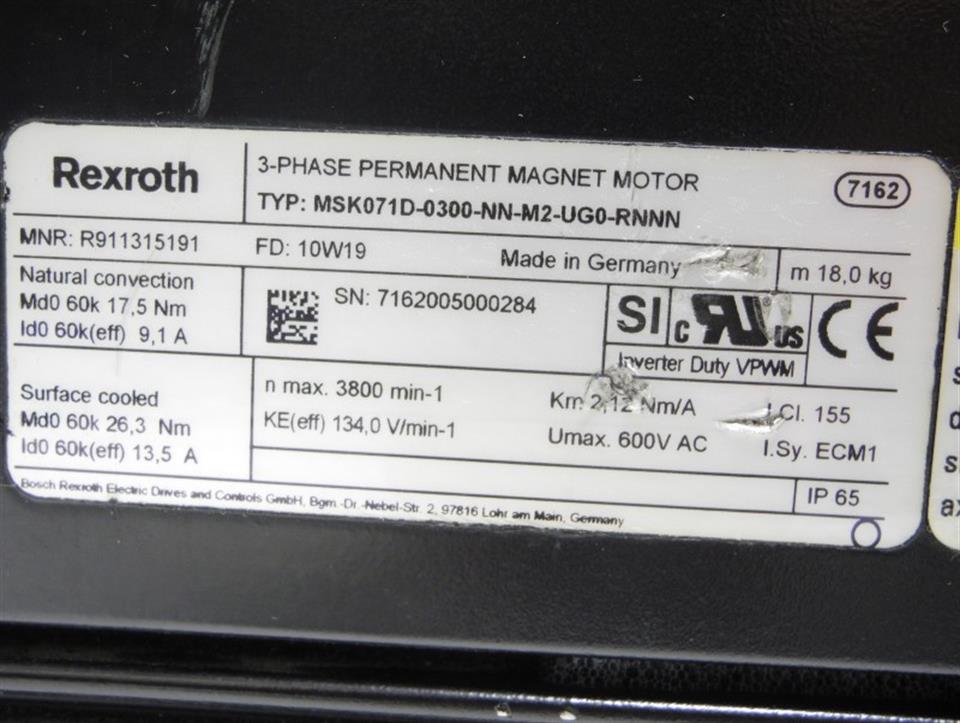 Rexroth
3-PHASE PERMANENT MAGNET MOTOR
7162
TYP: MSK071D-0300-NN-M2-UG0-RNNN
MNR: R911315191
FD: 10W19
Made in Germany
m 18,0 kg
Natural convection
Md0 60k 17,5 Nm
Id0 60k(eff) 9,1 A
SN: 7162005000284
SI
c RU us
CE
Inverter Duty VPWM
Surface cooled
Md0 60k 26,3 Nm
Id0 60k(eff) 13,5 A
n max. 3800 min-1
Km 2,12 Nm/A
I.Cl. 155
KE(eff) 134,0 V/min-1
Umax. 600V AC
I.Sy. ECM1
IP 65
Bosch Rexroth Electric Drives and Controls GmbH, Bgm.-Dr.-Nebel-Str. 2, 97816 Lohr am Main, Germany